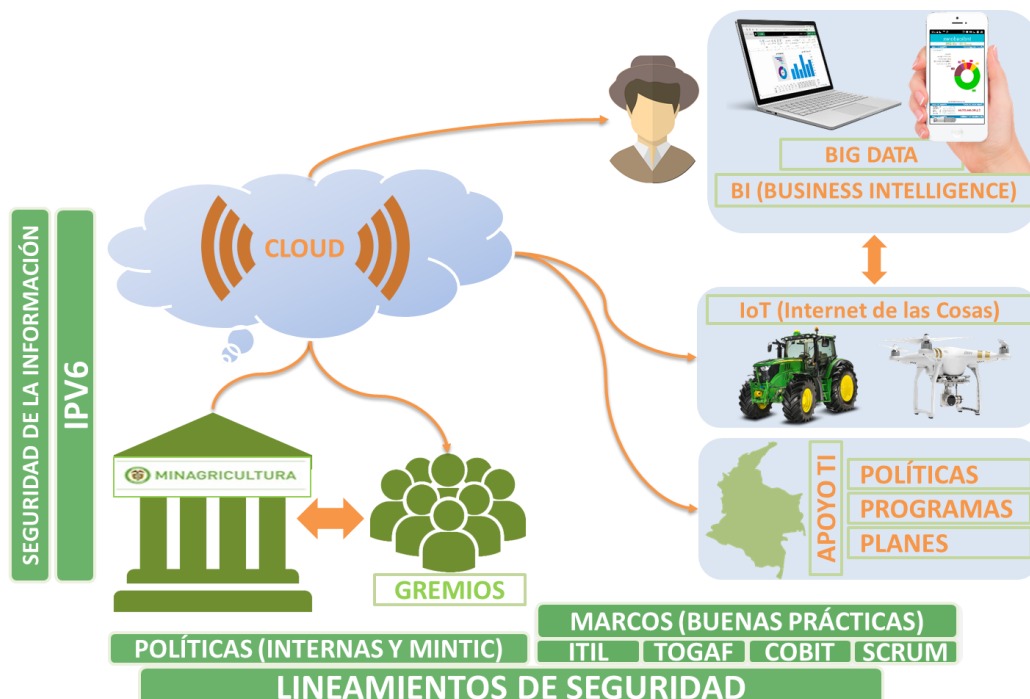 BIG DATA
BI (BUSINESS INTELLIGENCE)
CLOUD
SEGURIDAD DE LA INFORMACIÓN
IPV6
IoT (Internet de las Cosas)
MINAGRICULTURA
GREMIOS
APOYO TI
POLÍTICAS
PROGRAMAS
PLANES
POLÍTICAS (INTERNAS Y MINTIC)
MARCOS (BUENAS PRÁCTICAS)
ITIL
TOGAF
COBIT
SCRUM
LINEAMIENTOS DE SEGURIDAD